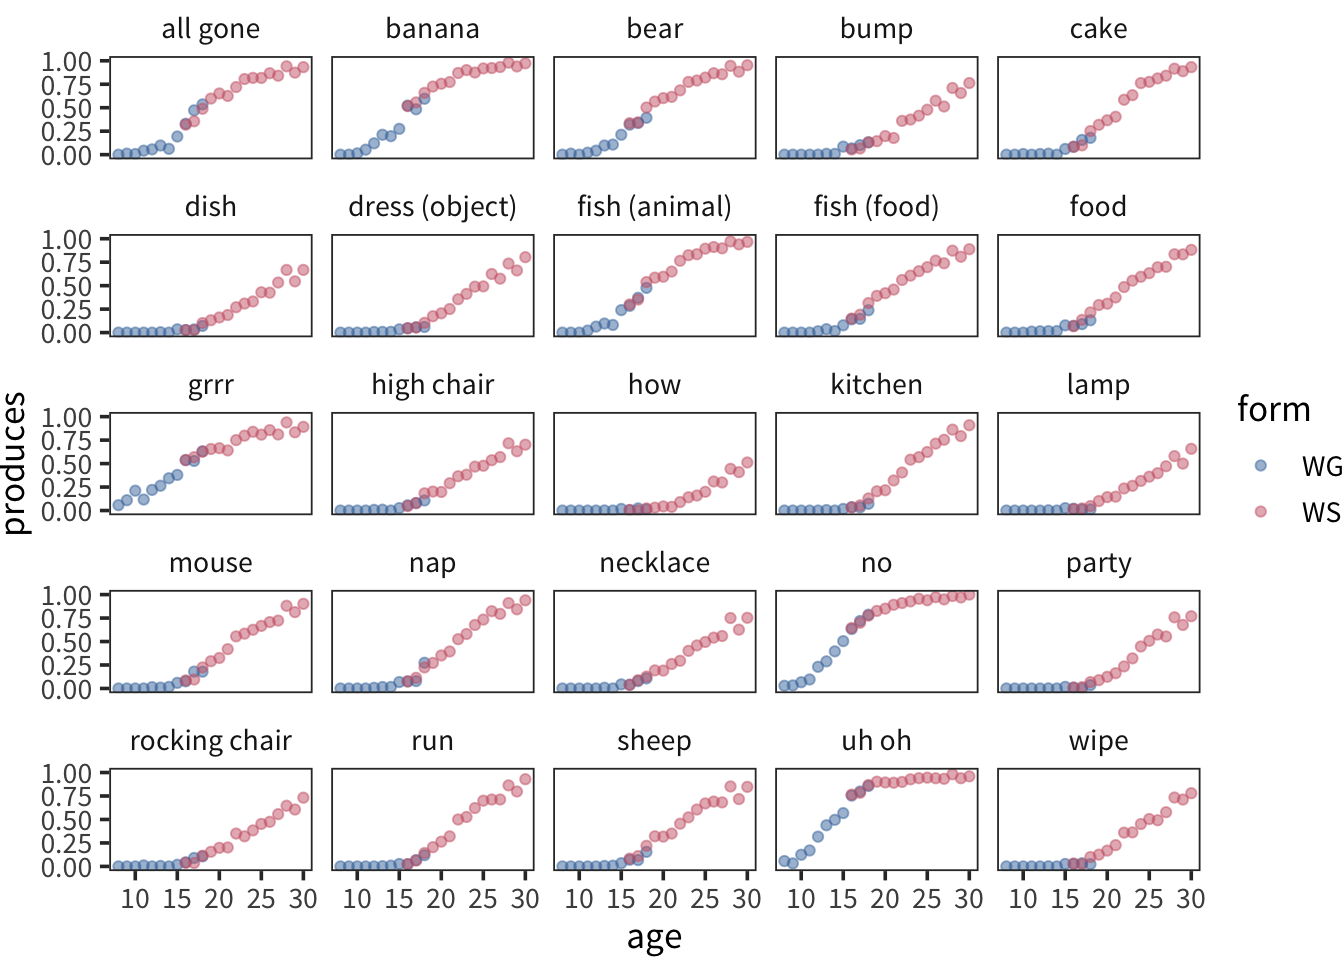 all gone banana bear bump cake
1.00
0.75
0.50
0.25
0.00
dish dress (object) fish (animal) fish (food) food
1.00
0.75
0.50
0.25
0.00
grrr high chair how kitchen lamp
1.00
0.75
0.50
0.25
0.00
mouse nap necklace no party
1.00
0.75
0.50
0.25
0.00
rocking chair run sheep uh oh wipe
1.00
0.75
0.50
0.25
0.00
10 15 20 25 30 10 15 20 25 30 10 15 20 25 30 10 15 20 25 30 10 15 20 25 30
age
produces
form
WG
WS